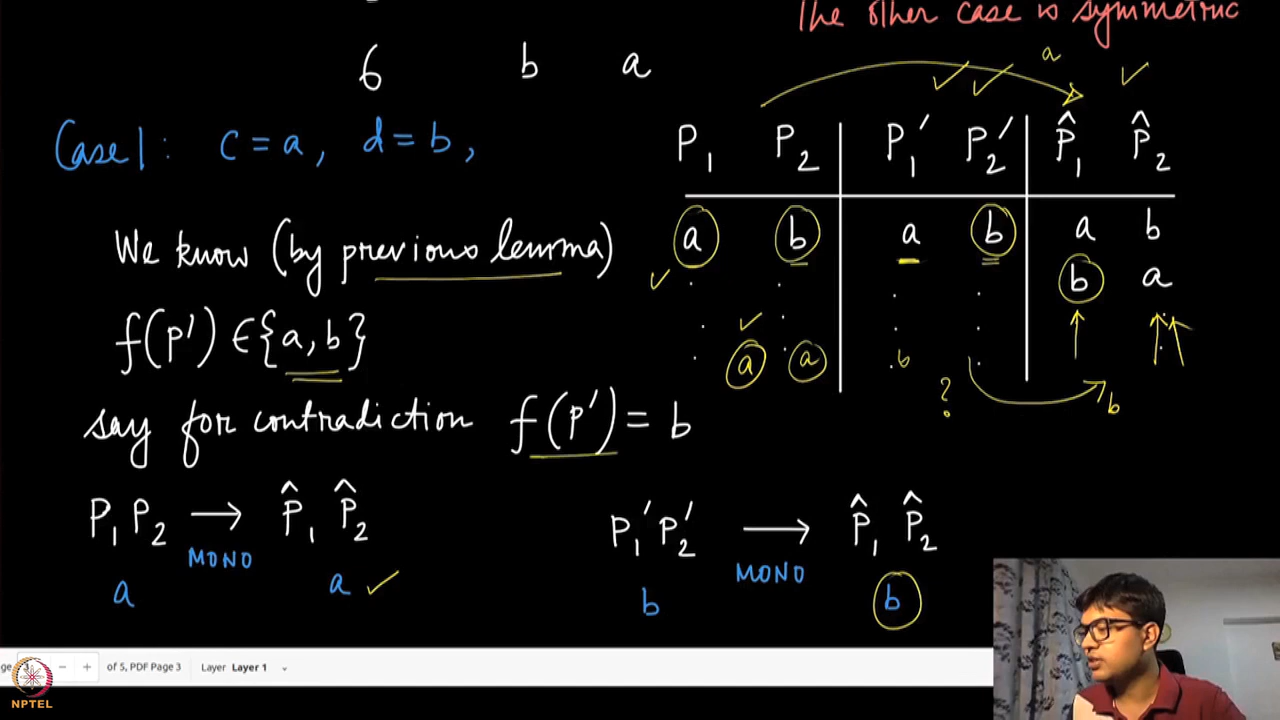 The other case is symmetric
6 b a
a
Case 1: c = a, d = b,
P₁ P₂ P₁′ P₂′ P̂₁ P̂₂
a b a b a b
b a
We know (by previous lemma)
f(P′) ∈ {a, b}
a a b ? b
say for contradiction f(P′) = b
P₁ P₂ → P̂₁ P̂₂ P₁′ P₂′ → P̂₁ P̂₂
MONO MONO
a a ✓ b b
of 5, PDF Page 3 Layer Layer 1
NPTEL